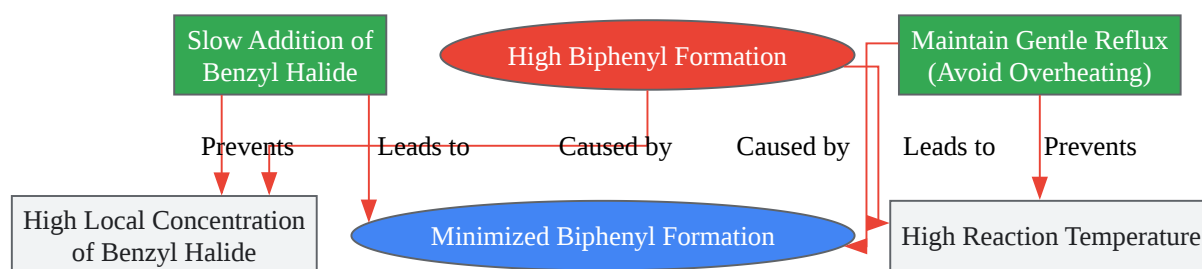 Slow Addition of
Benzyl Halide
High Biphenyl Formation
Maintain Gentle Reflux
(Avoid Overheating)
Prevents
Leads to
Caused by
Caused by
Leads to
Prevents
High Local Concentration
of Benzyl Halide
Minimized Biphenyl Formation
High Reaction Temperature